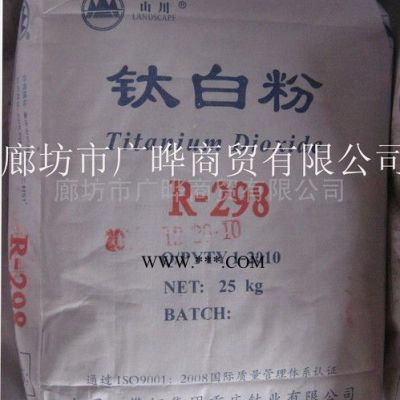 山川®
LANDSCAPE
钛白粉
Titanium Dioxide
廊坊市广晔商贸有限公司
廊坊市广晔商贸有限公司
R-298
www.***.com
Q/PYTY 1-2010
NET: 25 kg
BATCH:
通过ISO9001:2008国际质量管理体系认证
R-298